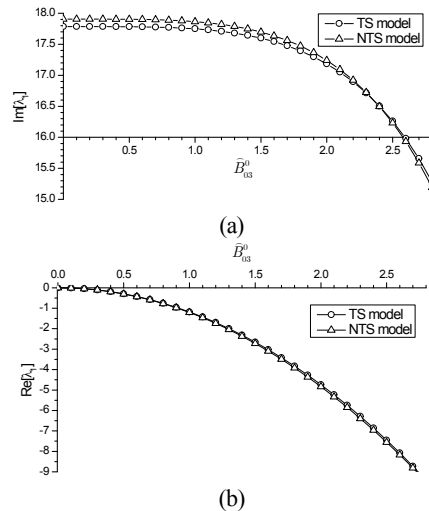 18.0
17.5
17.0
16.5
16.0
15.5
15.0
Im[λ₁]
TS model
NTS model
0.5 1.0 1.5 2.0 2.5
B̂⁰₀₃
(a)
B̂⁰₀₃
0.0 0.5 1.0 1.5 2.0 2.5
0
-1
-2
-3
-4
-5
-6
-7
-8
-9
Re[λ₁]
TS model
NTS model
(b)